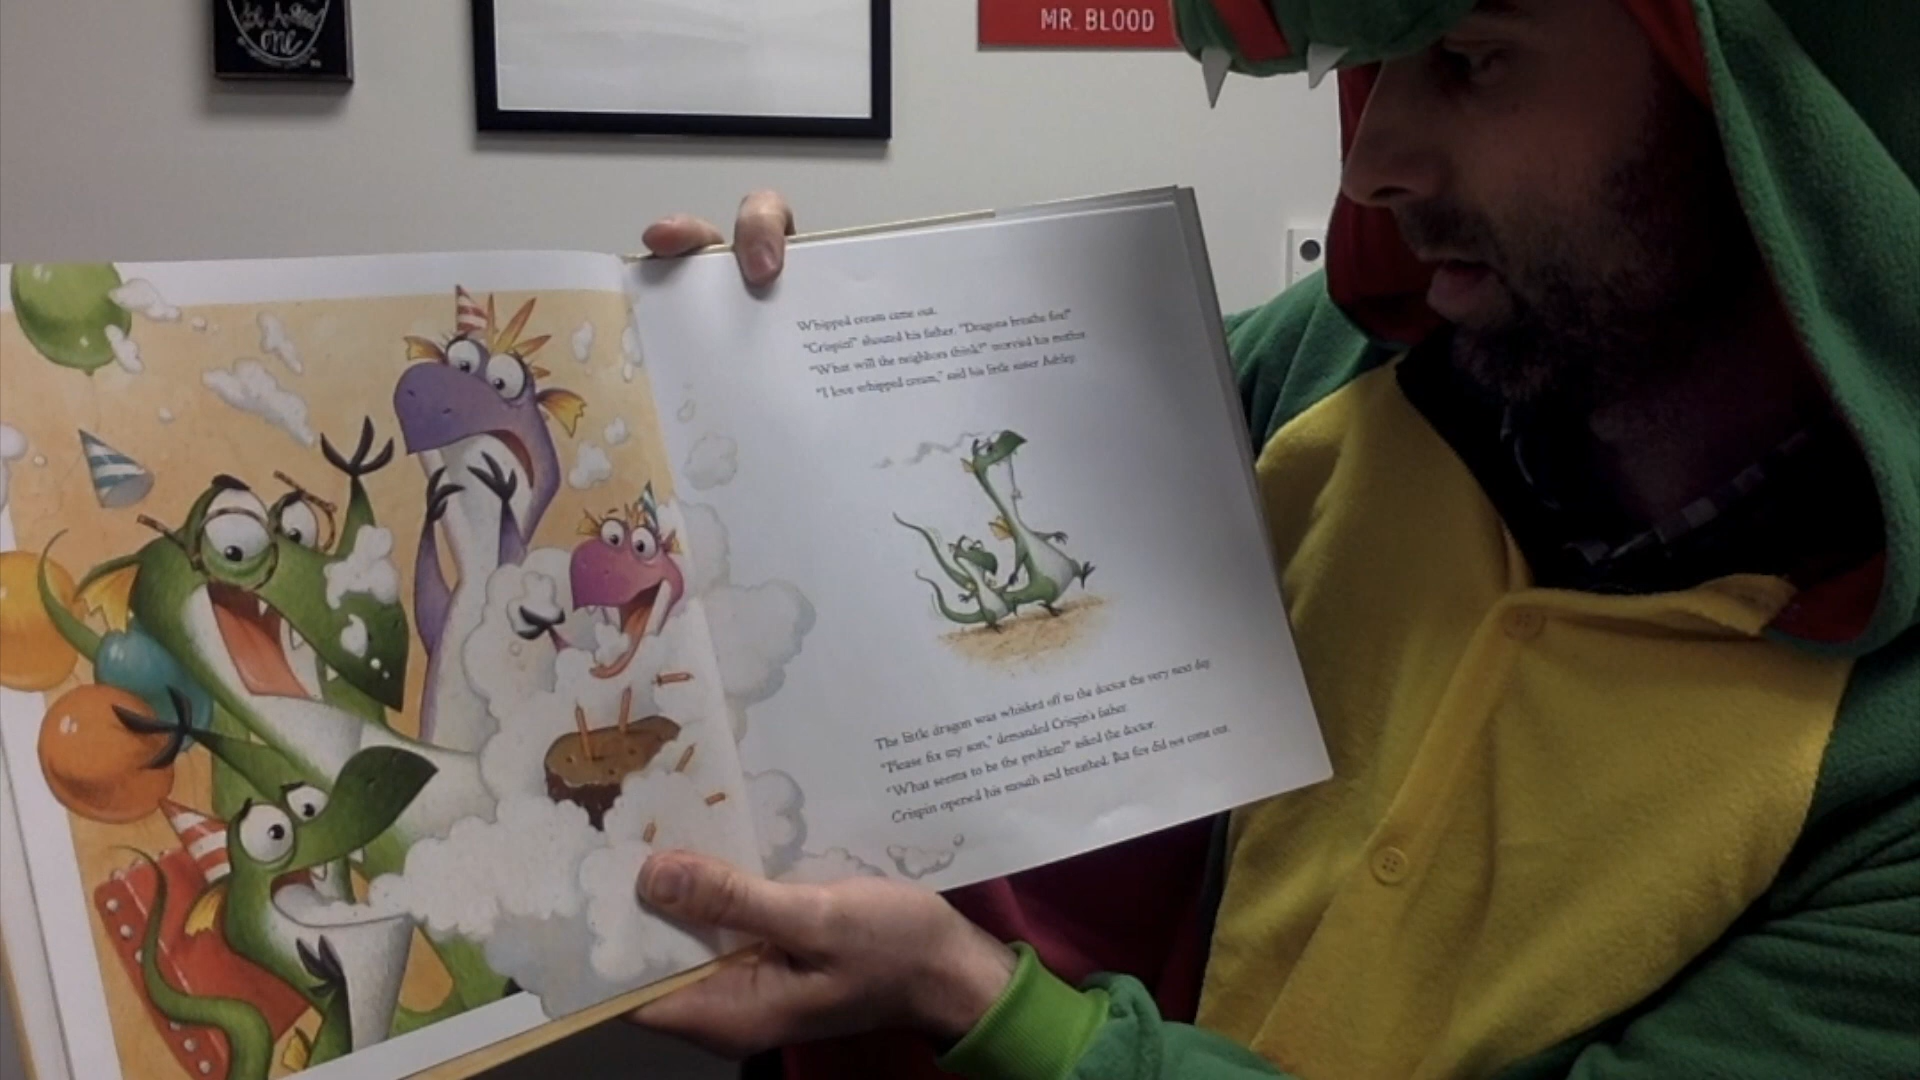 be A
one
MR. BLOOD
Whipped cream came out.
"Crispin!" shouted his father. "Dragons breathe fire!"
"What will the neighbors think?" worried his mother.
"I love whipped cream," said his little sister Ashley.
The little dragon was whisked off to the doctor the very next day.
"Please fix my son," demanded Crispin's father.
"What seems to be the problem?" asked the doctor.
Crispin opened his mouth and breathed. But fire did not come out.